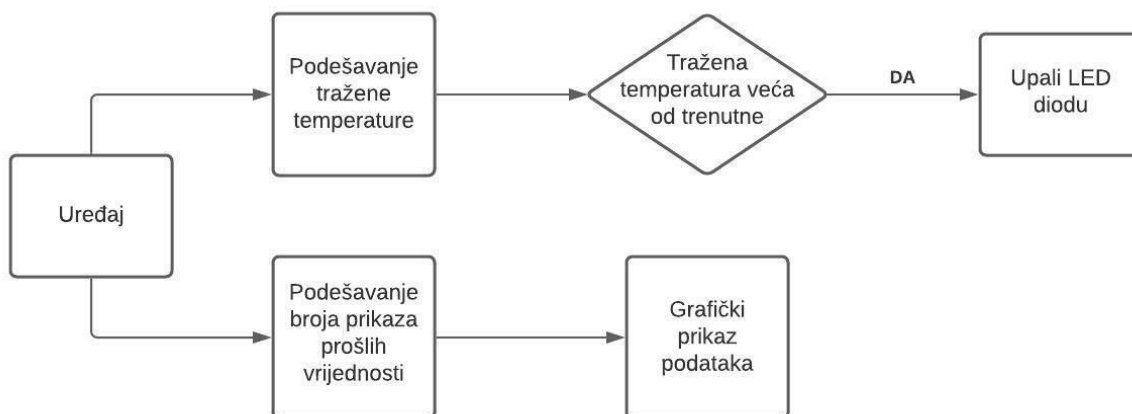 Uređaj
Podešavanje
tražene
temperature
Tražena
temperatura veća
od trenutne
DA
Upali LED
diodu
Podešavanje
broja prikaza
prošlih
vrijednosti
Grafički
prikaz
podataka